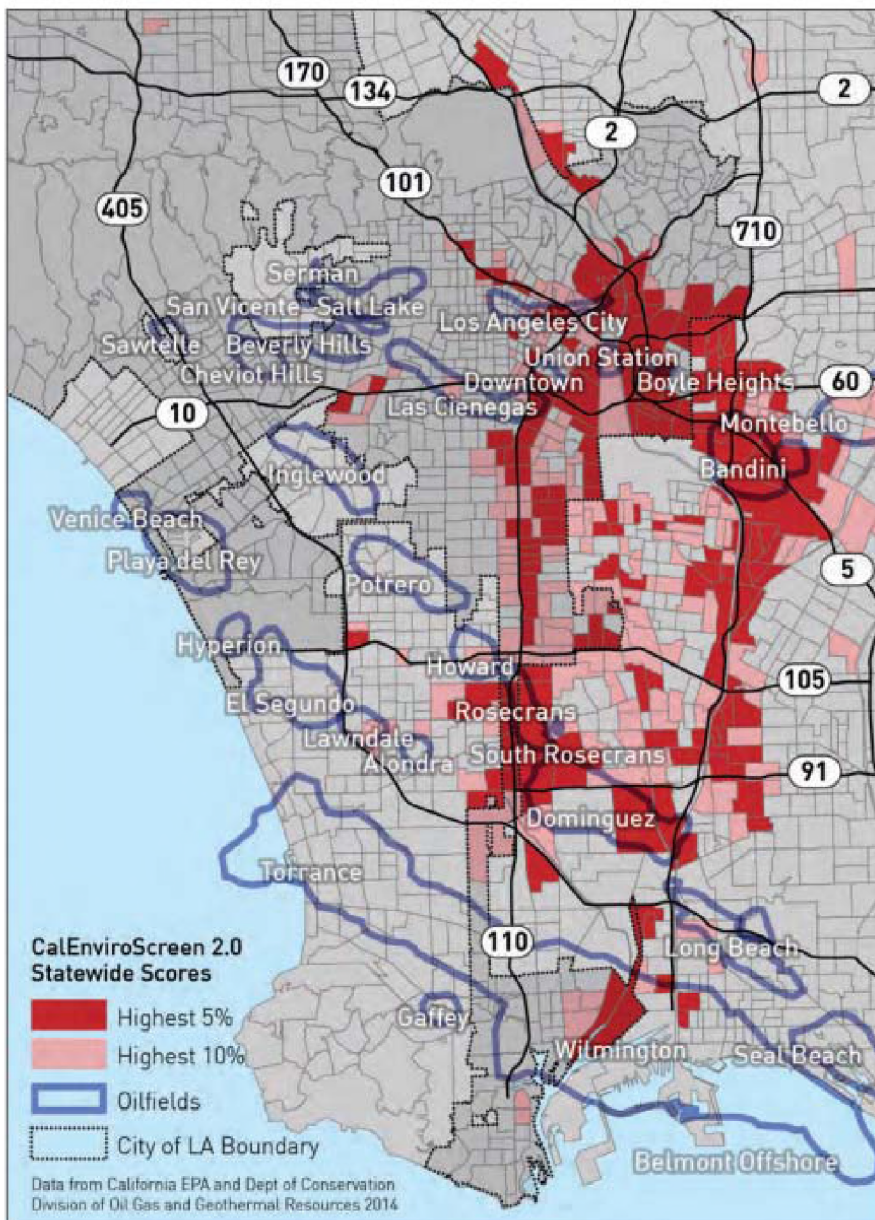 170
134
2
2
101
405
710
Serman
San Vicente Salt Lake
Los Angeles City
Sawtelle Beverly Hills
Union Station
Cheviot Hills
Downtown
Boyle Heights
60
10
Las Cienegas
Montebello
Inglewood
Bandini
Venice Beach
Playa del Rey
Potrero
5
Hyperion
Howard
105
El Segundo
Rosecrans
Lawndale
Alondra
South Rosecrans
91
Dominguez
Torrance
110
Long Beach
CalEnviroScreen 2.0
Statewide Scores
Highest 5%
Highest 10%
Oilfields
City of LA Boundary
Gaffey
Wilmington
Seal Beach
Belmont Offshore
Data from California EPA and Dept of Conservation
Division of Oil Gas and Geothermal Resources 2014